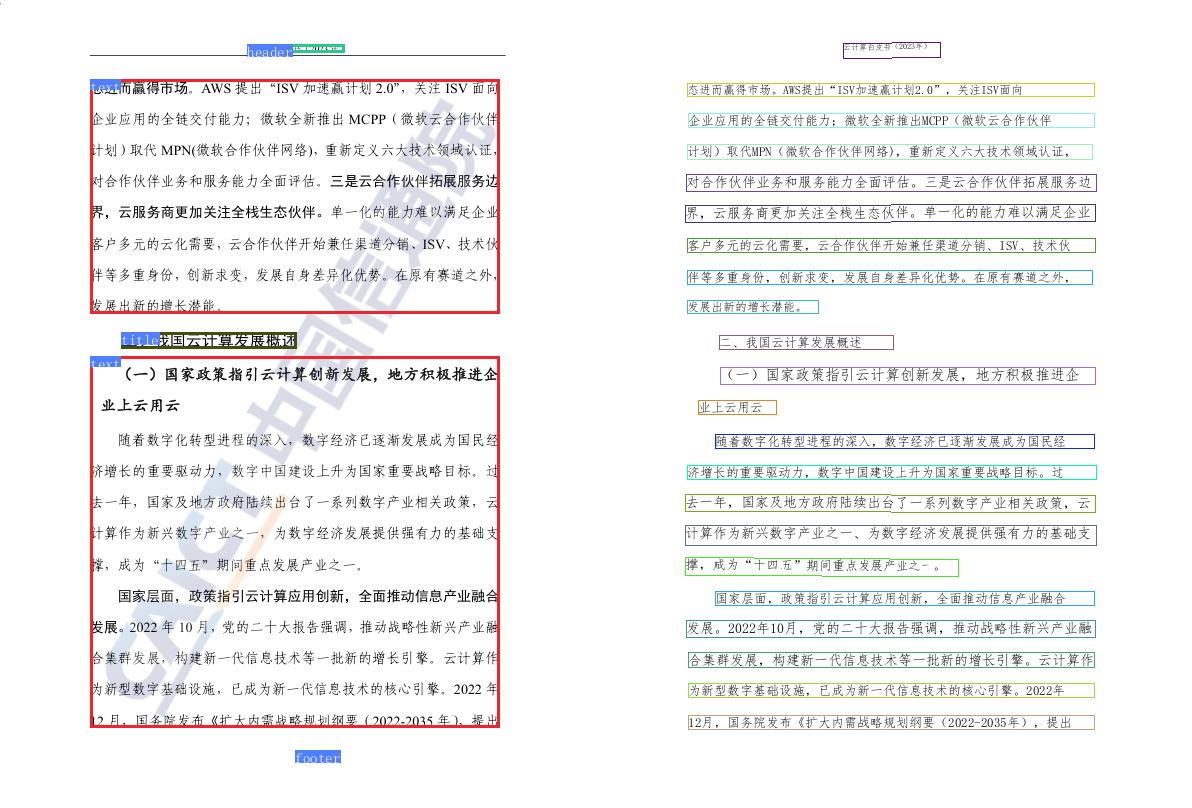 header
text
态进而赢得市场。AWS 提出“ISV 加速赢计划 2.0”，关注 ISV 面向
企业应用的全链交付能力；微软全新推出 MCPP（微软云合作伙伴
计划）取代 MPN(微软合作伙伴网络)，重新定义六大技术领域认证，
对合作伙伴业务和服务能力全面评估。三是云合作伙伴拓展服务边
界，云服务商更加关注全栈生态伙伴。单一化的能力难以满足企业
客户多元的云化需要，云合作伙伴开始兼任渠道分销、ISV、技术伙
伴等多重身份，创新求变，发展自身差异化优势。在原有赛道之外，
发展出新的增长潜能。
title
我国云计算发展概述
text
（一）国家政策指引云计算创新发展，地方积极推进企
业上云用云
随着数字化转型进程的深入，数字经济已逐渐发展成为国民经
济增长的重要驱动力，数字中国建设上升为国家重要战略目标。过
去一年，国家及地方政府陆续出台了一系列数字产业相关政策，云
计算作为新兴数字产业之一，为数字经济发展提供强有力的基础支
撑，成为“十四五”期间重点发展产业之一。
国家层面，政策指引云计算应用创新，全面推动信息产业融合
发展。2022 年 10 月，党的二十大报告强调，推动战略性新兴产业融
合集群发展，构建新一代信息技术等一批新的增长引擎。云计算作
为新型数字基础设施，已成为新一代信息技术的核心引擎。2022 年
12 月，国务院发布《扩大内需战略规划纲要（2022-2035 年）、提出
footer
CAICT 中国信通院
云计算白皮书（2023年）
态进而赢得市场。AWS提出“ISV加速赢计划2.0”，关注ISV面向
企业应用的全链交付能力；微软全新推出MCPP（微软云合作伙伴
计划）取代MPN（微软合作伙伴网络)，重新定义六大技术领域认证，
对合作伙伴业务和服务能力全面评估。三是云合作伙伴拓展服务边
界，云服务商更加关注全栈生态伙伴。单一化的能力难以满足企业
客户多元的云化需要，云合作伙伴开始兼任渠道分销、ISV、技术伙
伴等多重身份，创新求变，发展自身差异化优势。在原有赛道之外，
发展出新的增长潜能。
二、我国云计算发展概述
（一）国家政策指引云计算创新发展，地方积极推进企
业上云用云
随着数字化转型进程的深入，数字经济已逐渐发展成为国民经
济增长的重要驱动力，数字中国建设上升为国家重要战略目标。过
去一年，国家及地方政府陆续出台了一系列数字产业相关政策，云
计算作为新兴数字产业之一、为数字经济发展提供强有力的基础支
撑，成为“十四五”期间重点发展产业之一。
国家层面，政策指引云计算应用创新，全面推动信息产业融合
发展。2022年10月，党的二十大报告强调，推动战略性新兴产业融
合集群发展，构建新一代信息技术等一批新的增长引擎。云计算作
为新型数字基础设施，已成为新一代信息技术的核心引擎。2022年
12月，国务院发布《扩大内需战略规划纲要（2022-2035年），提出